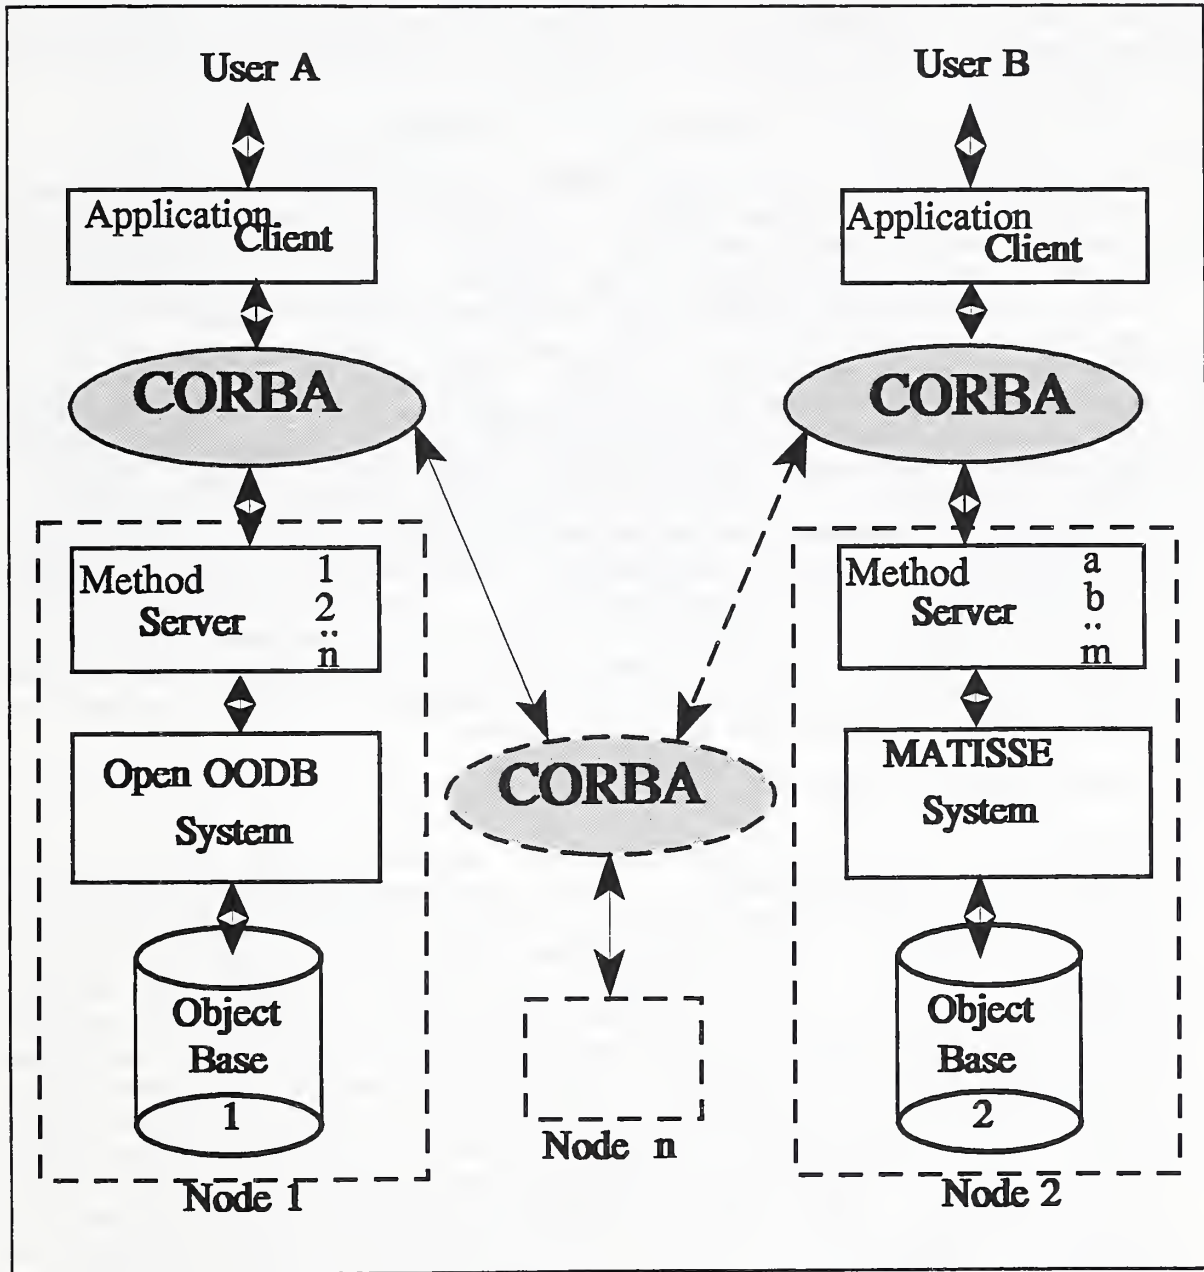 User A
Application
Client
CORBA
Method
Server
1
2
..
n
Open OODB
System
Object
Base
1
Node 1
User B
Application
Client
CORBA
Method
Server
a
b
..
m
MATISSE
System
Object
Base
2
Node 2
CORBA
Node n